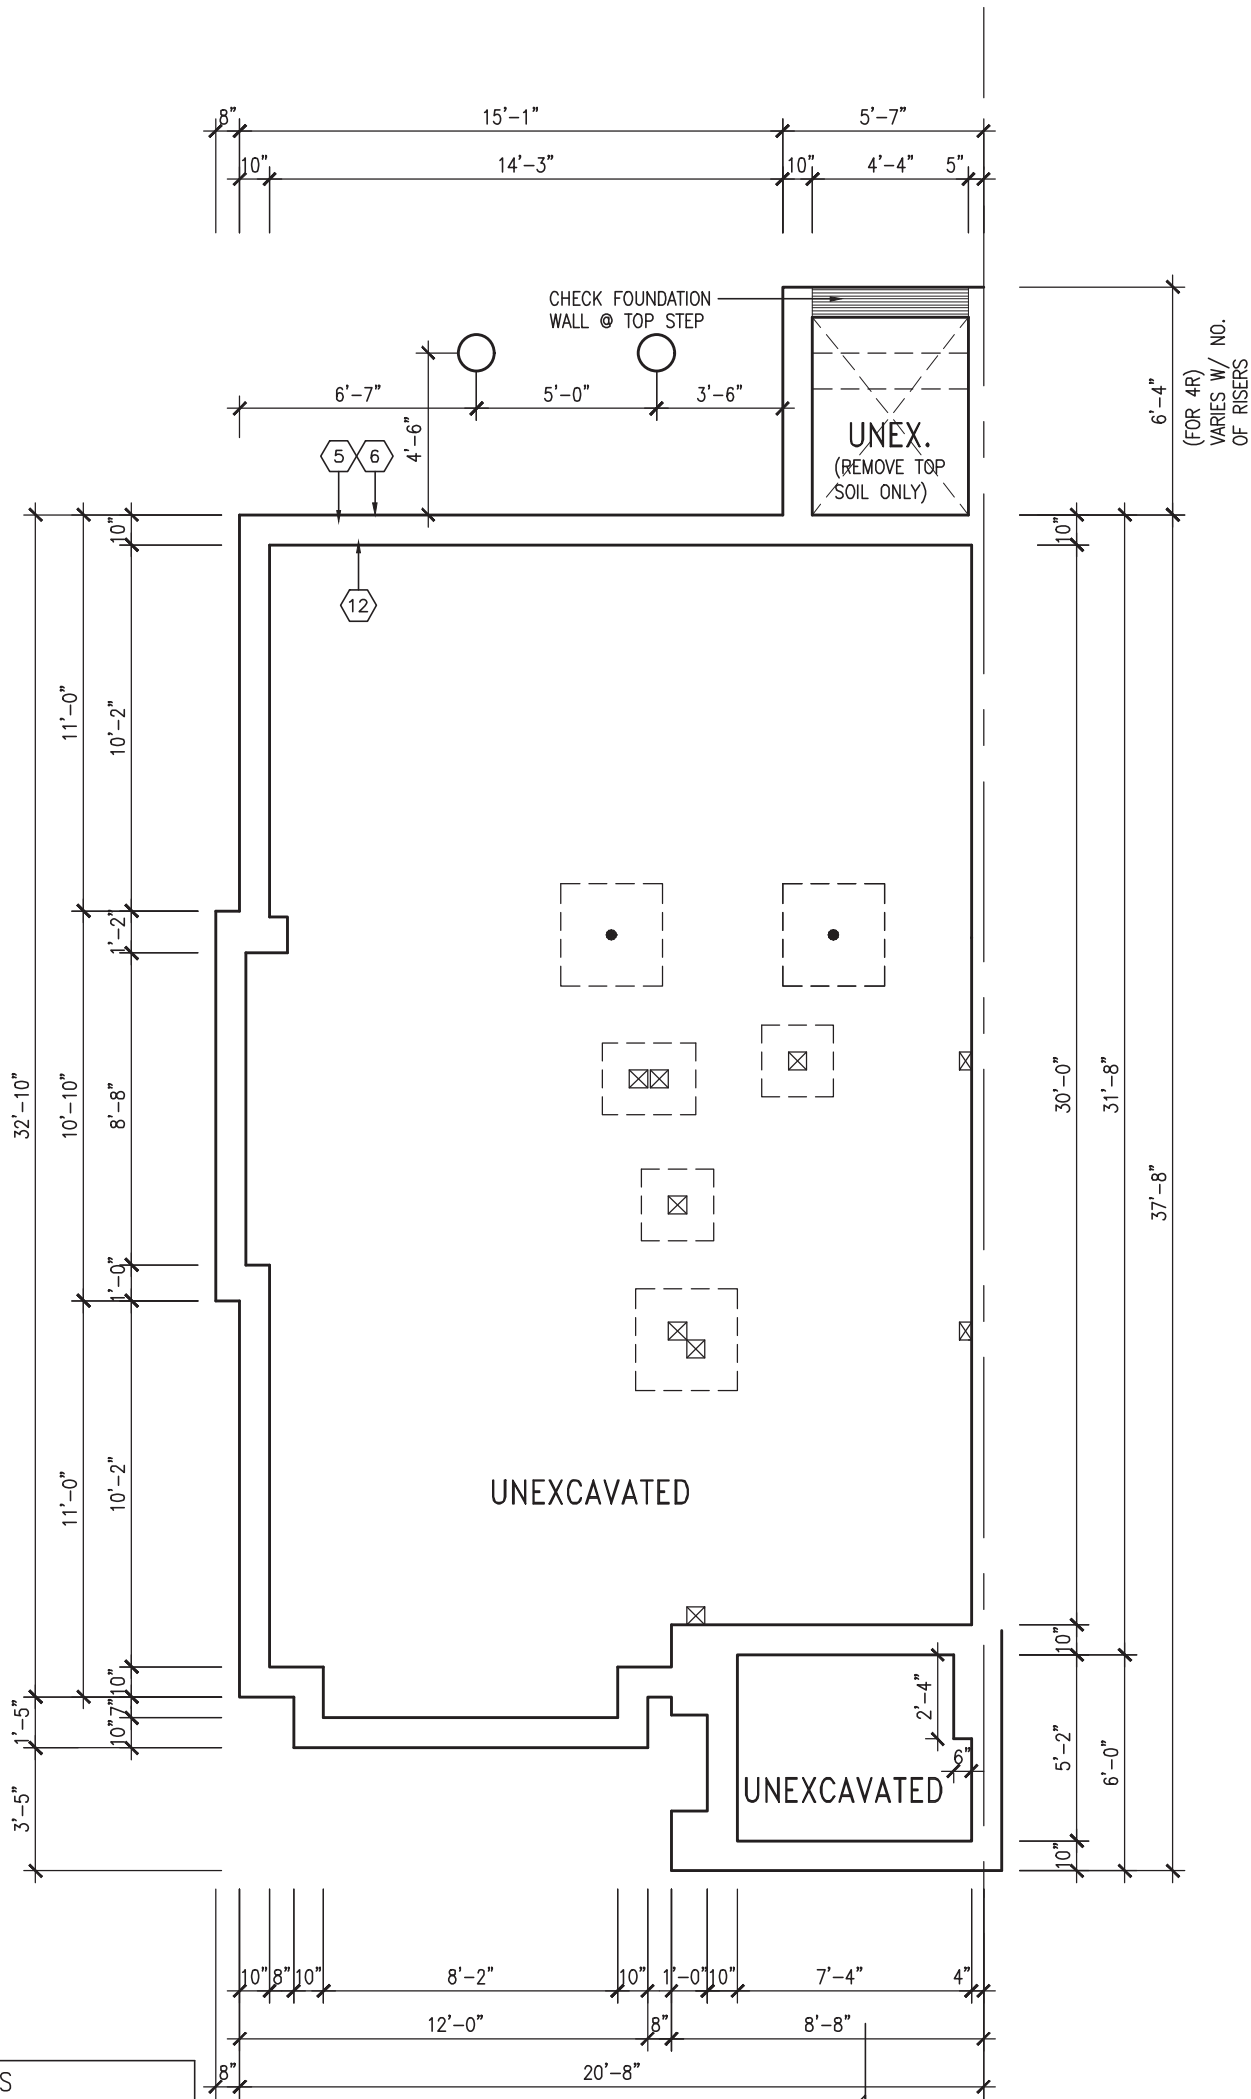 8" 15'-1" 5'-7"
10" 14'-3" 10" 4'-4" 5"
CHECK FOUNDATION
WALL @ TOP STEP
6'-7" 5'-0" 3'-6"
4'-6"
5 6
12
UNEX.
(REMOVE TOP
SOIL ONLY)
6'-4"
(FOR 4R)
VARIES W/ NO.
OF RISERS
10"
11'-0"
10'-2"
1'-2"
32'-10"
10'-10"
8'-8"
1'-0"
11'-0"
10'-2"
10"
7"
10"
1'-5"
3'-5"
10"
30'-0"
31'-8"
37'-8"
10"
5'-2"
6'-0"
10"
UNEXCAVATED
2'-4"
6"
UNEXCAVATED
10" 8" 10" 8'-2" 10" 1'-0" 10" 7'-4" 4"
12'-0" 8" 8'-8"
8" 20'-8"
S